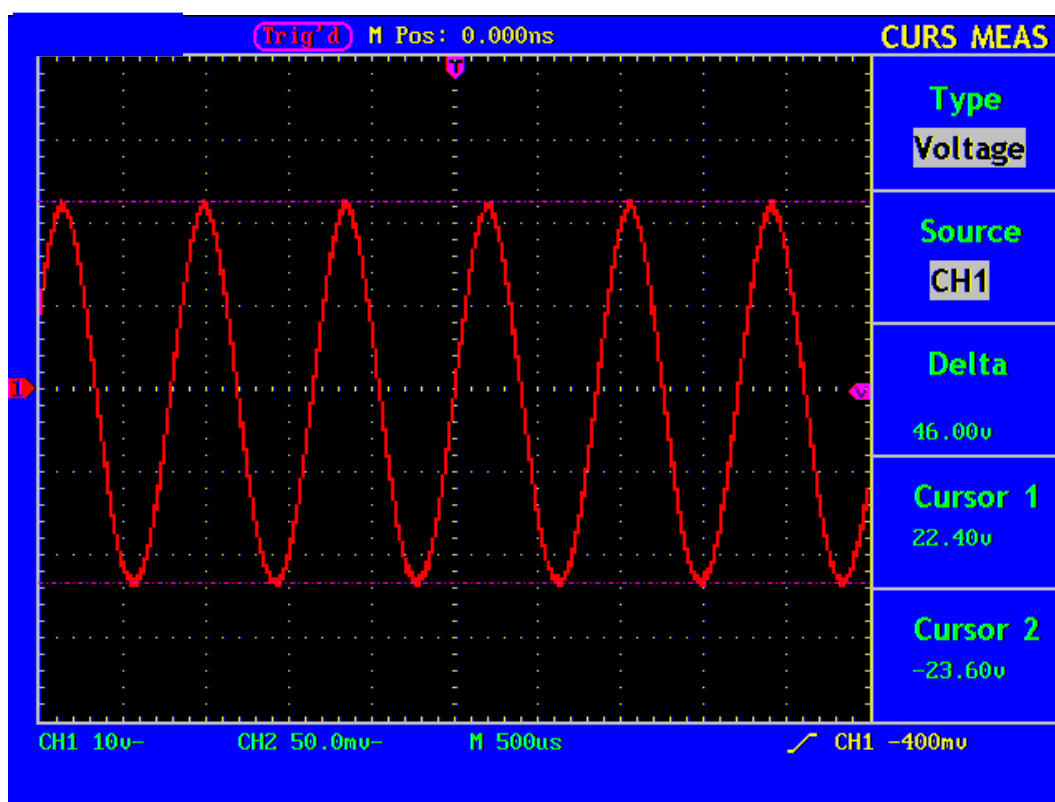 Trig'd M Pos: 0.000ns CURS MEAS
T
Type
Voltage
Source
CH1
Delta
46.00v
Cursor 1
22.40v
Cursor 2
-23.60v
1
V
CH1 10v- CH2 50.0mv- M 500us CH1 -400mv